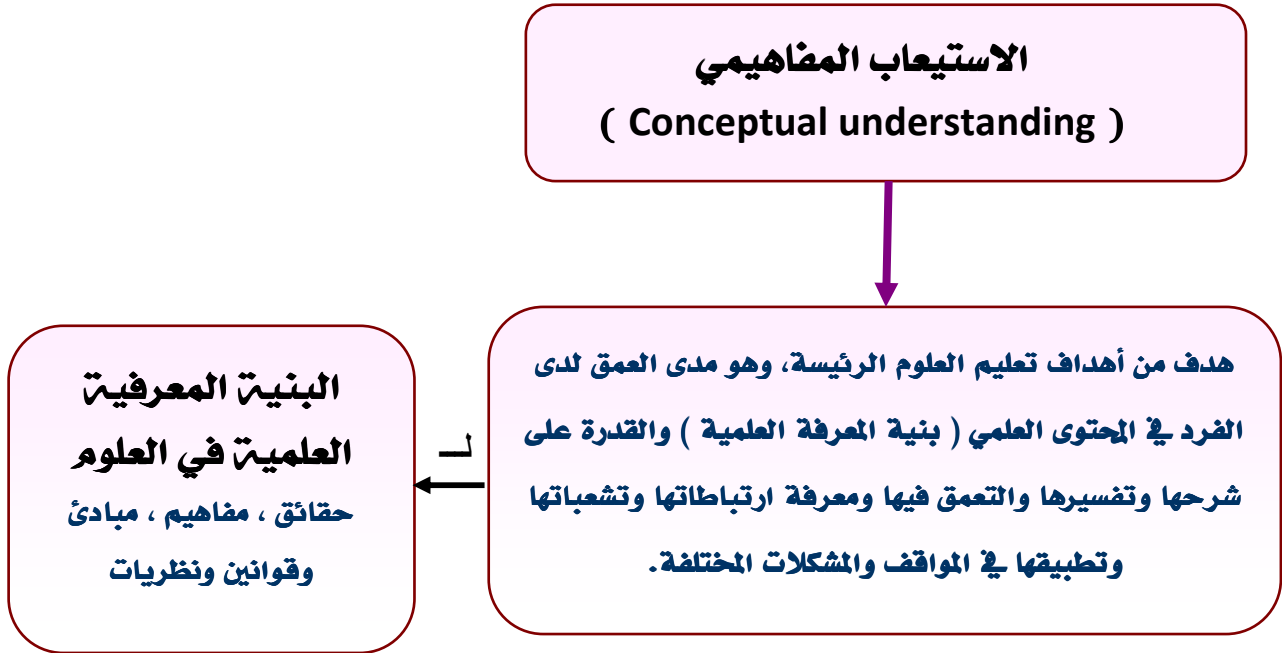 الاستيعاب المفاهيمي
( Conceptual understanding )
هدف من أهداف تعليم العلوم الرئيسة، وهو مدى العمق لدى
الفرد في المحتوى العلمي ( بنية المعرفة العلمية ) والقدرة على
شرحها وتفسيرها والتعمق فيها ومعرفة ارتباطاتها وتشعباتها
وتطبيقها في المواقف والمشكلات المختلفة.
لـ
البنية المعرفية
العلمية في العلوم
حقائق ، مفاهيم ، مبادئ
وقوانين ونظريات